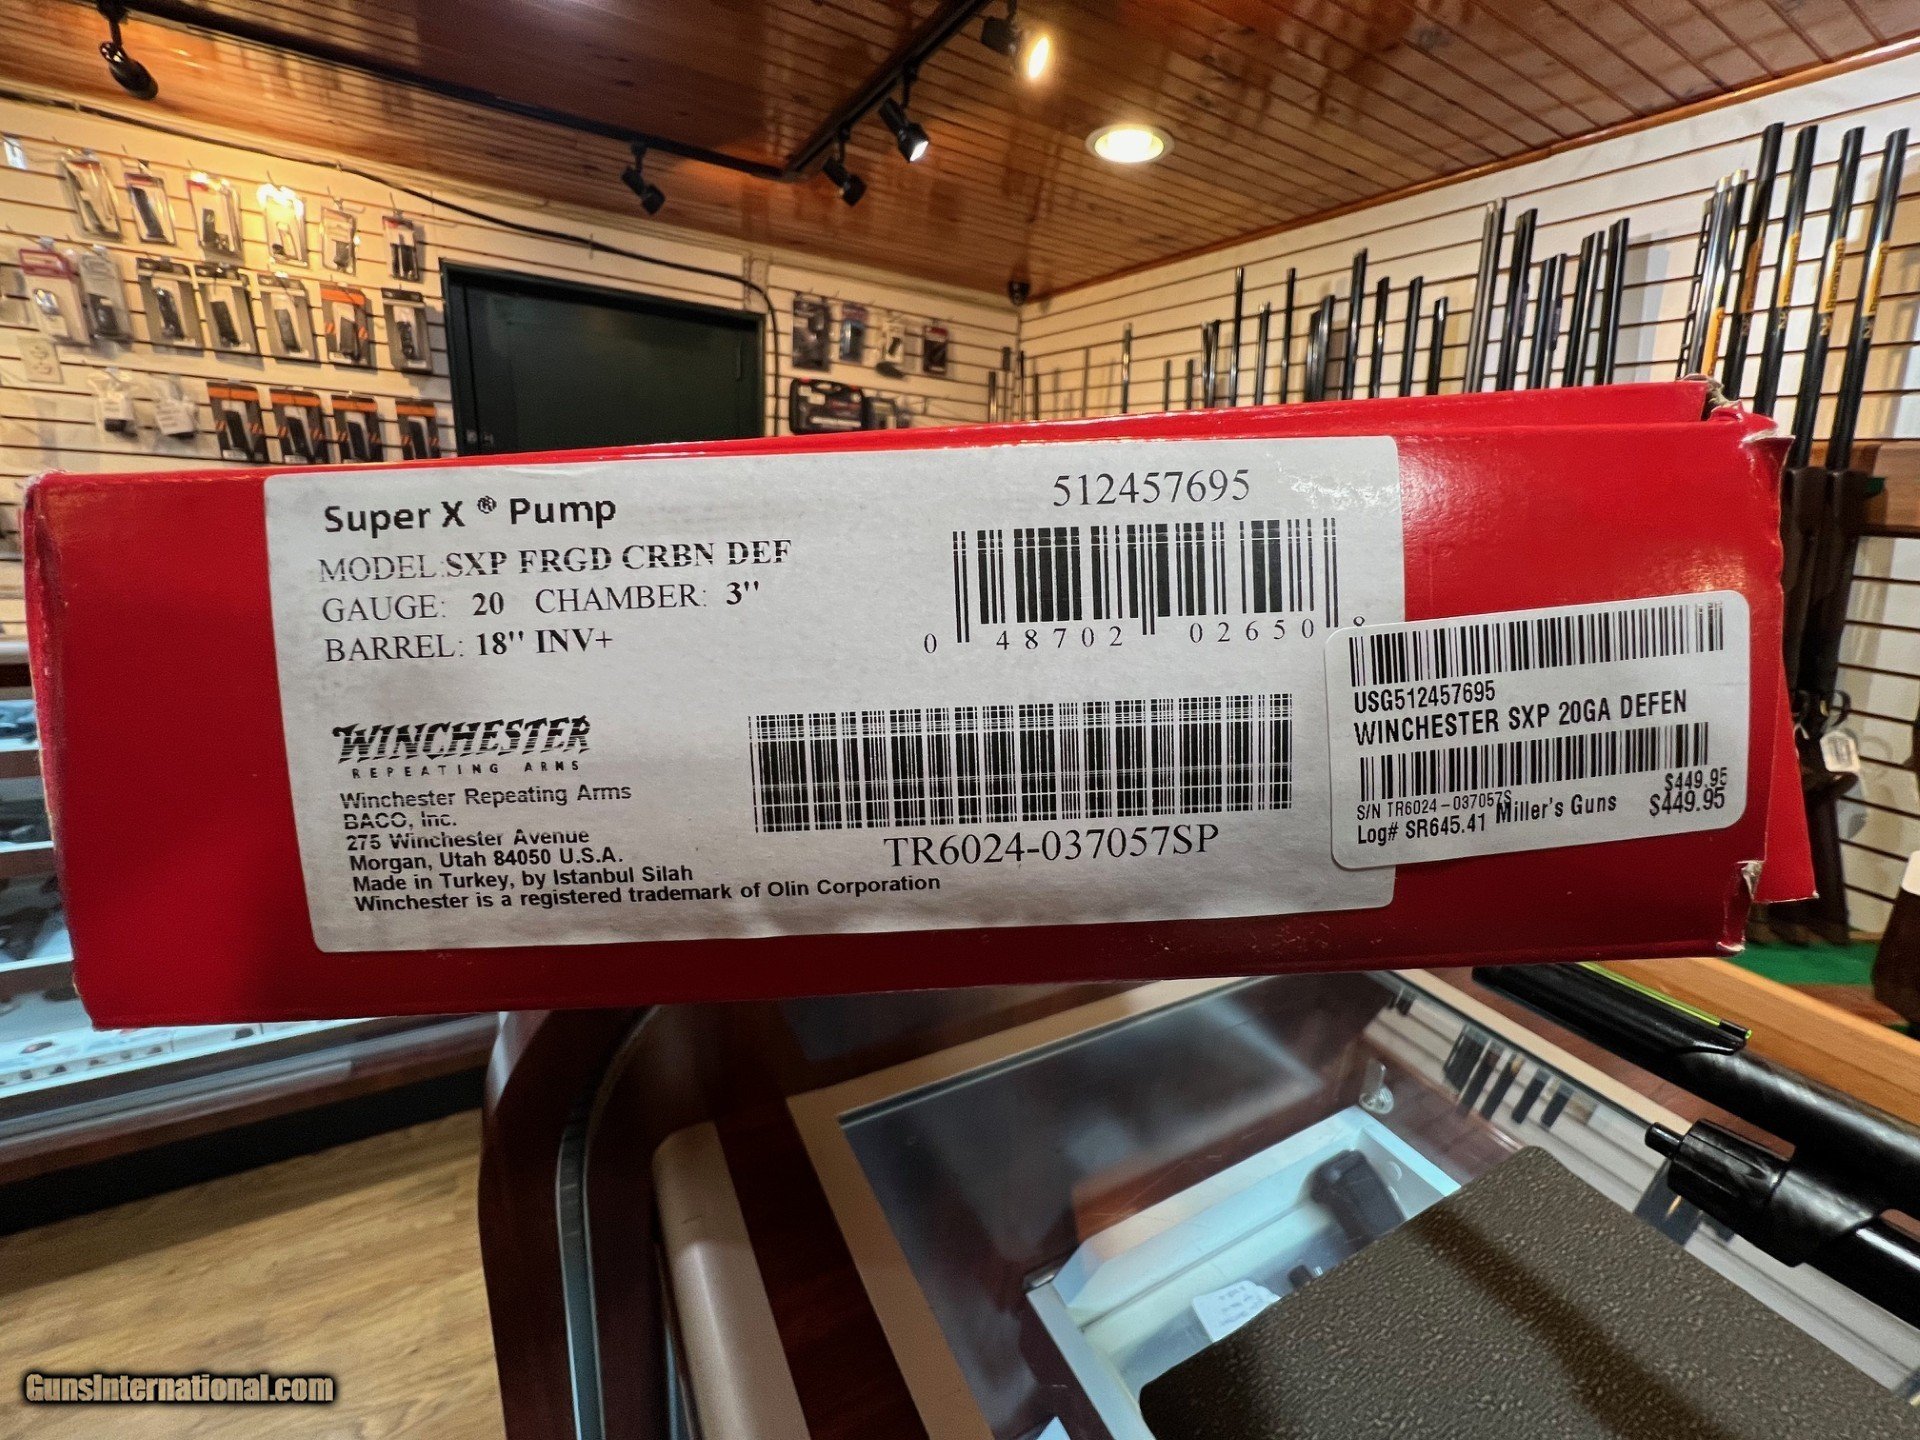 Super X ® Pump
MODEL:SXP FRGD CRBN DEF
GAUGE: 20 CHAMBER: 3"
BARREL: 18" INV+
512457695
0 48702 02650
WINCHESTER
REPEATING ARMS
Winchester Repeating Arms
BACO, Inc.
275 Winchester Avenue
Morgan, Utah 84050 U.S.A.
Made in Turkey, by Istanbul Silah
Winchester is a registered trademark of Olin Corporation
TR6024-037057SP
USG512457695
WINCHESTER SXP 20GA DEFEN
$449.95
S/N TR6024-037057S
Log# SR645.41 Miller's Guns $449.95
GunsInternational.com